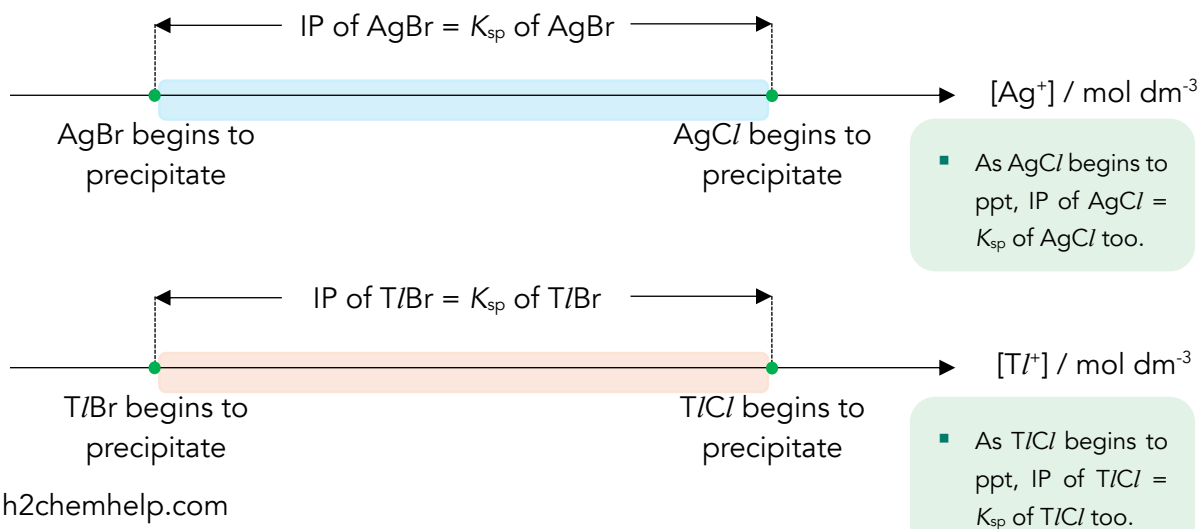 IP of AgBr = Ksp of AgBr
[Ag⁺] / mol dm⁻³
AgBr begins to
precipitate
AgCl begins to
precipitate
▪ As AgCl begins to
ppt, IP of AgCl =
Ksp of AgCl too.
IP of TlBr = Ksp of TlBr
[Tl⁺] / mol dm⁻³
TlBr begins to
precipitate
TlCl begins to
precipitate
▪ As TlCl begins to
ppt, IP of TlCl =
Ksp of TlCl too.
h2chemhelp.com